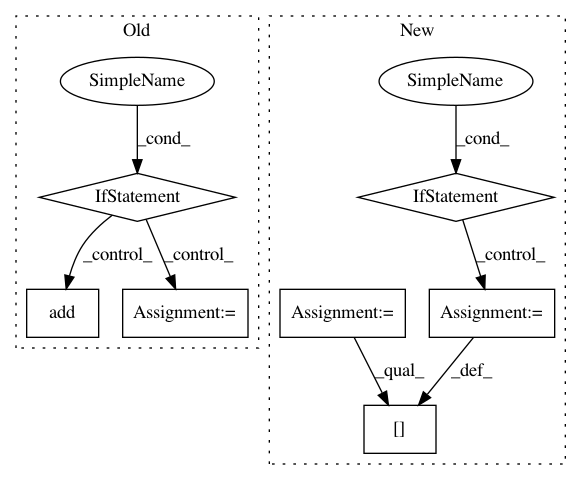 Old
SimpleName
_cond_
IfStatement
_control_
_control_
add
Assignment:=
New
SimpleName
_cond_
IfStatement
_control_
Assignment:=
Assignment:=
_qual_
_def_
[]